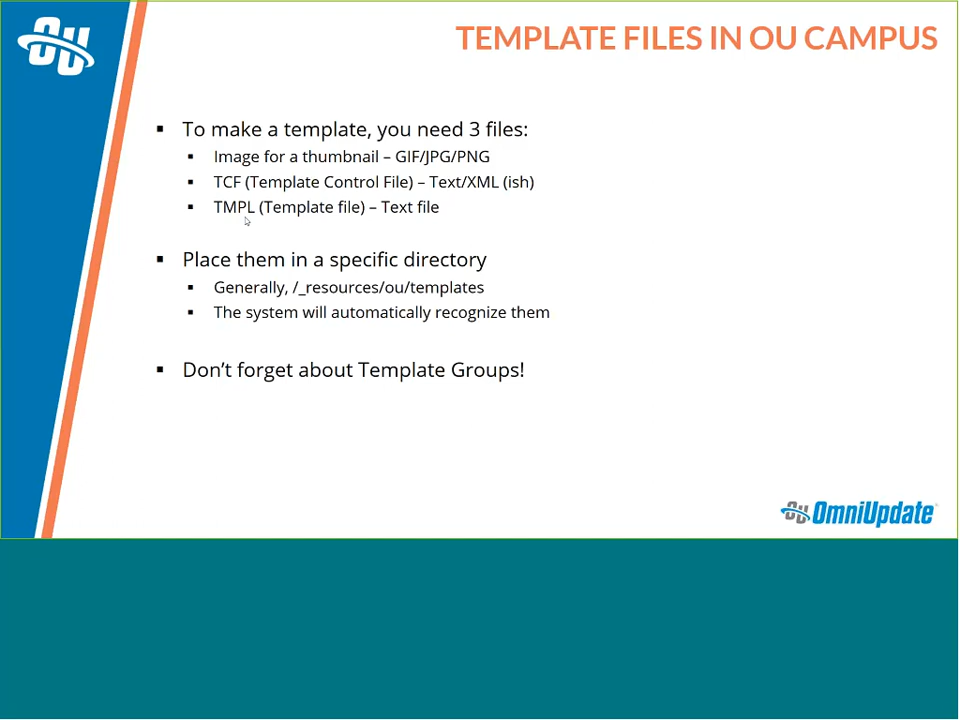 OU
TEMPLATE FILES IN OU CAMPUS
▪ To make a template, you need 3 files:
▪ Image for a thumbnail – GIF/JPG/PNG
▪ TCF (Template Control File) – Text/XML (ish)
▪ TMPL (Template file) – Text file
▪ Place them in a specific directory
▪ Generally, /_resources/ou/templates
▪ The system will automatically recognize them
▪ Don’t forget about Template Groups!
OU OmniUpdate